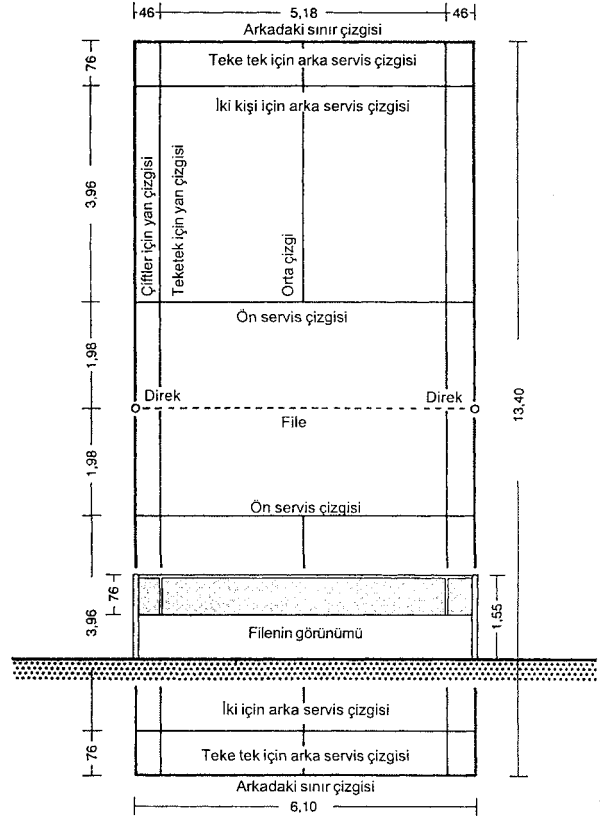 46 5,18 46
Arkadaki sınır çizgisi
76
Teke tek için arka servis çizgisi
İki kişi için arka servis çizgisi
3,96
Çiftler için yan çizgisi
Teketek için yan çizgisi
Orta çizgi
Ön servis çizgisi
1,98
Direk Direk
13,40
File
1,98
Ön servis çizgisi
76
3,96
1,55
Filenin görünümü
İki için arka servis çizgisi
76
Teke tek için arka servis çizgisi
Arkadaki sınır çizgisi
6,10